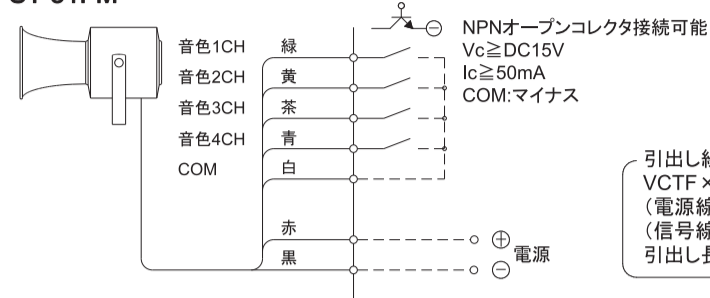 NPNオープンコレクタ接続可能
Vc≧DC15V
Ic≧50mA
COM:マイナス
音色1CH 緑
音色2CH 黄
音色3CH 茶
音色4CH 青
COM 白
赤
黒
⊕
⊖
電源
引出し
VCTF×
(電源線
(信号線
引出し長